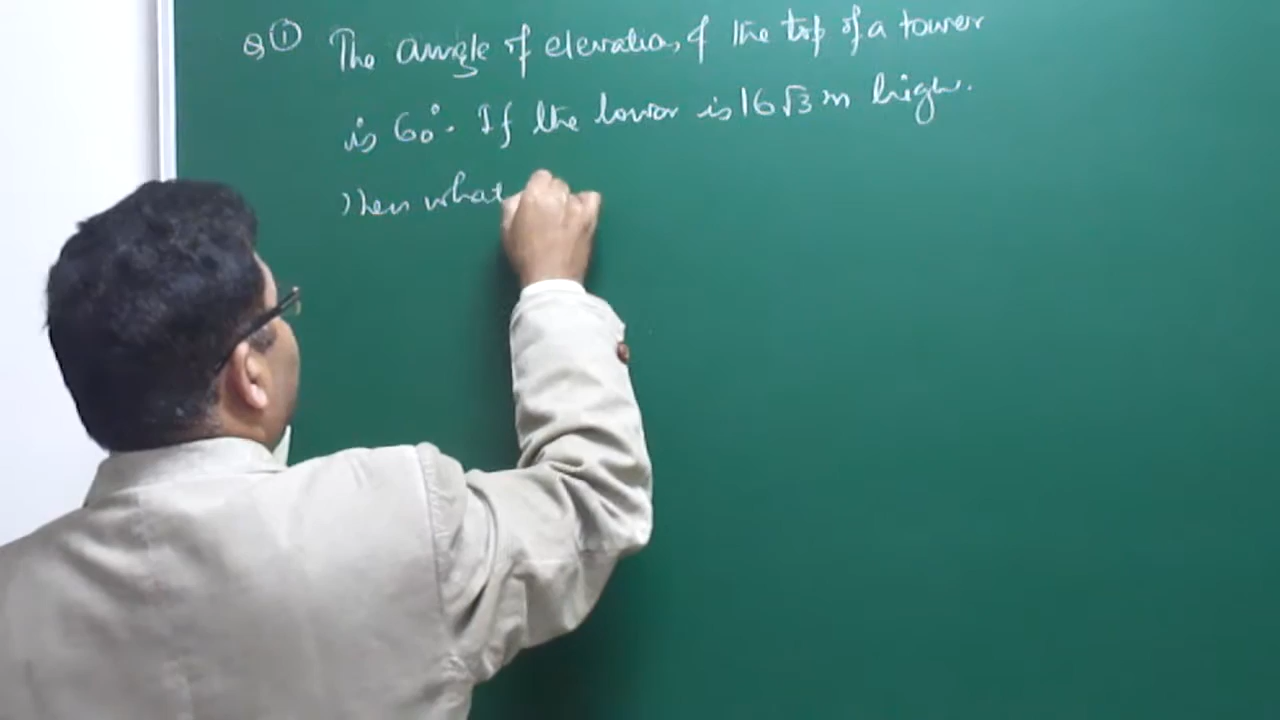 Q① The angle of elevation, of the top of a tower
is 60°. If the tower is 16√3 m high.
Then what